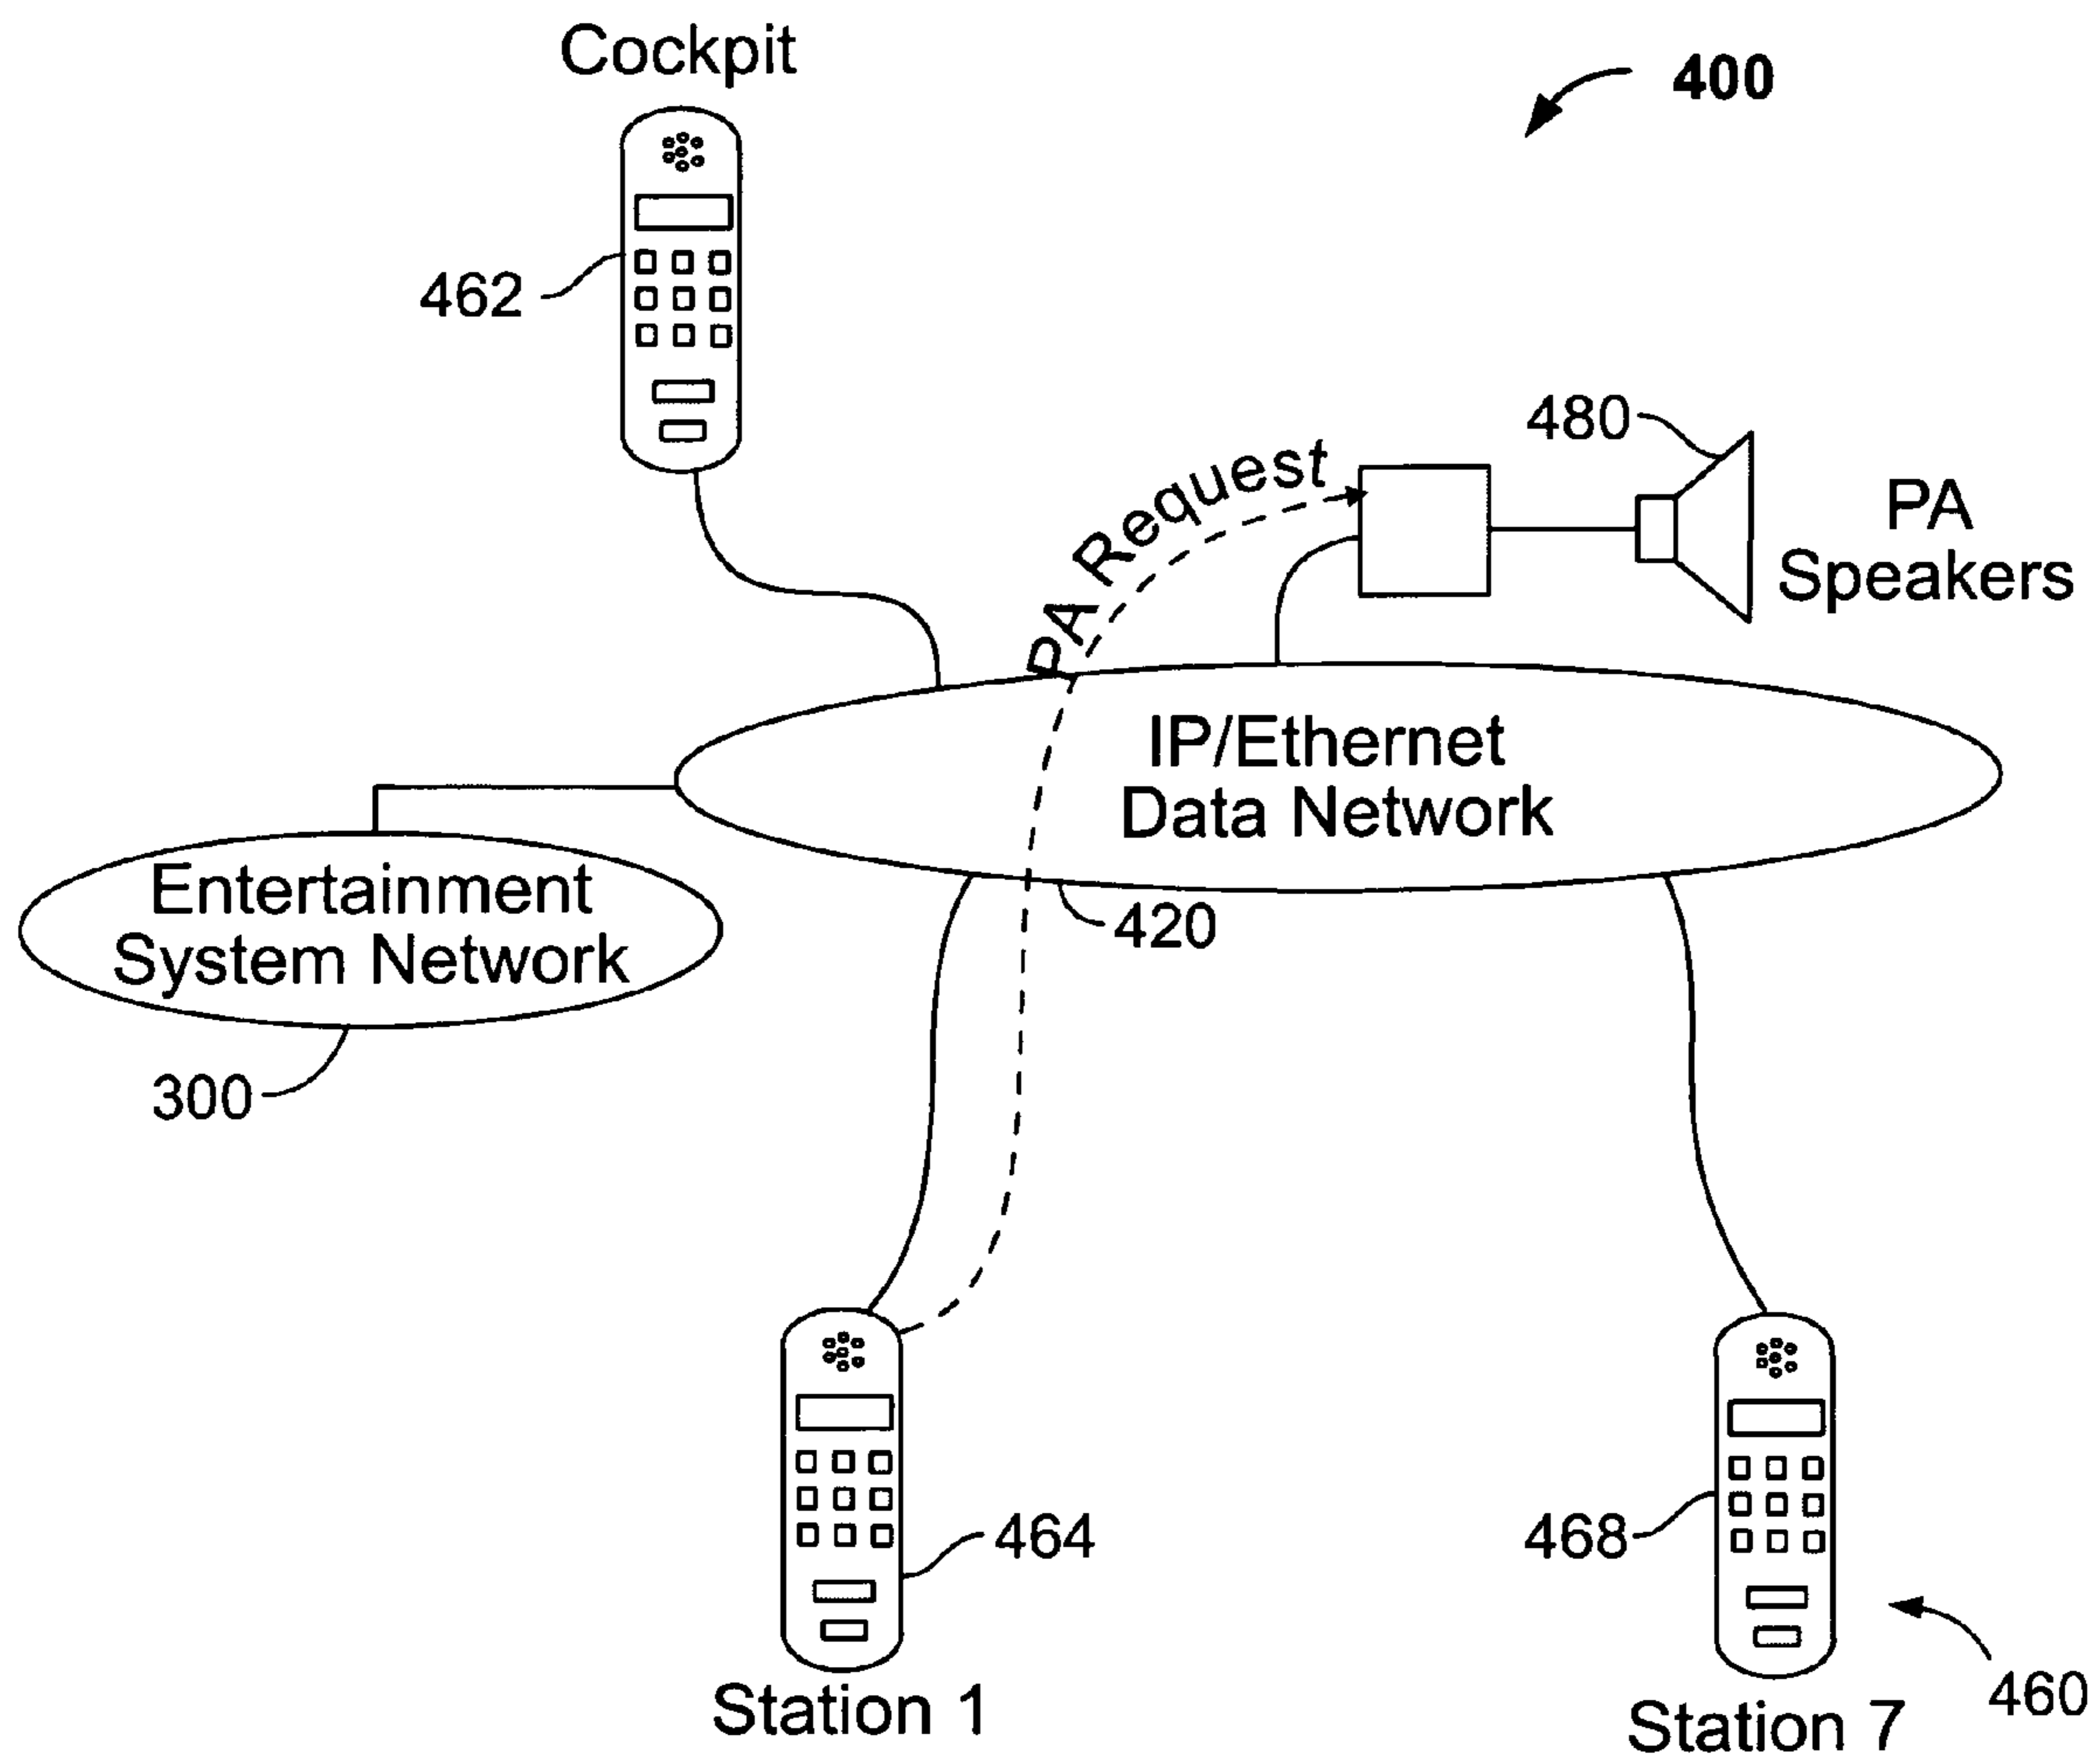 Cockpit
400
462
480
PA Request
PA
Speakers
IP/Ethernet
Data Network
Entertainment
System Network
420
300
464
468
460
Station 1
Station 7